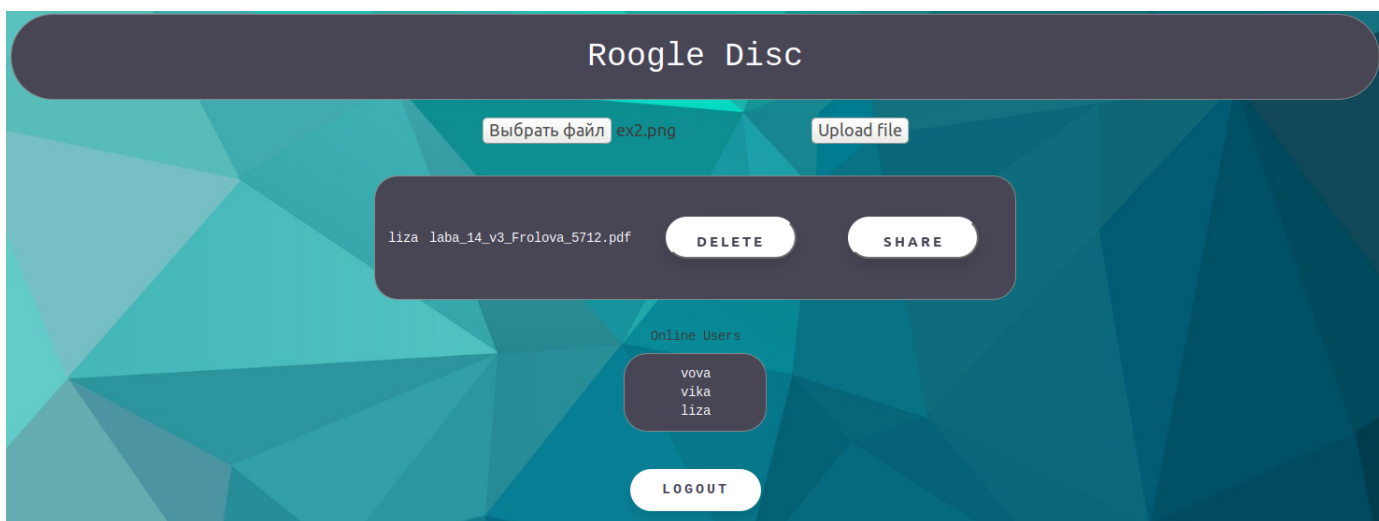 Roogle Disc
Выбрать файл ex2.png Upload file
liza laba_14_v3_Frolova_5712.pdf DELETE SHARE
Online Users
vova
vika
liza
LOGOUT